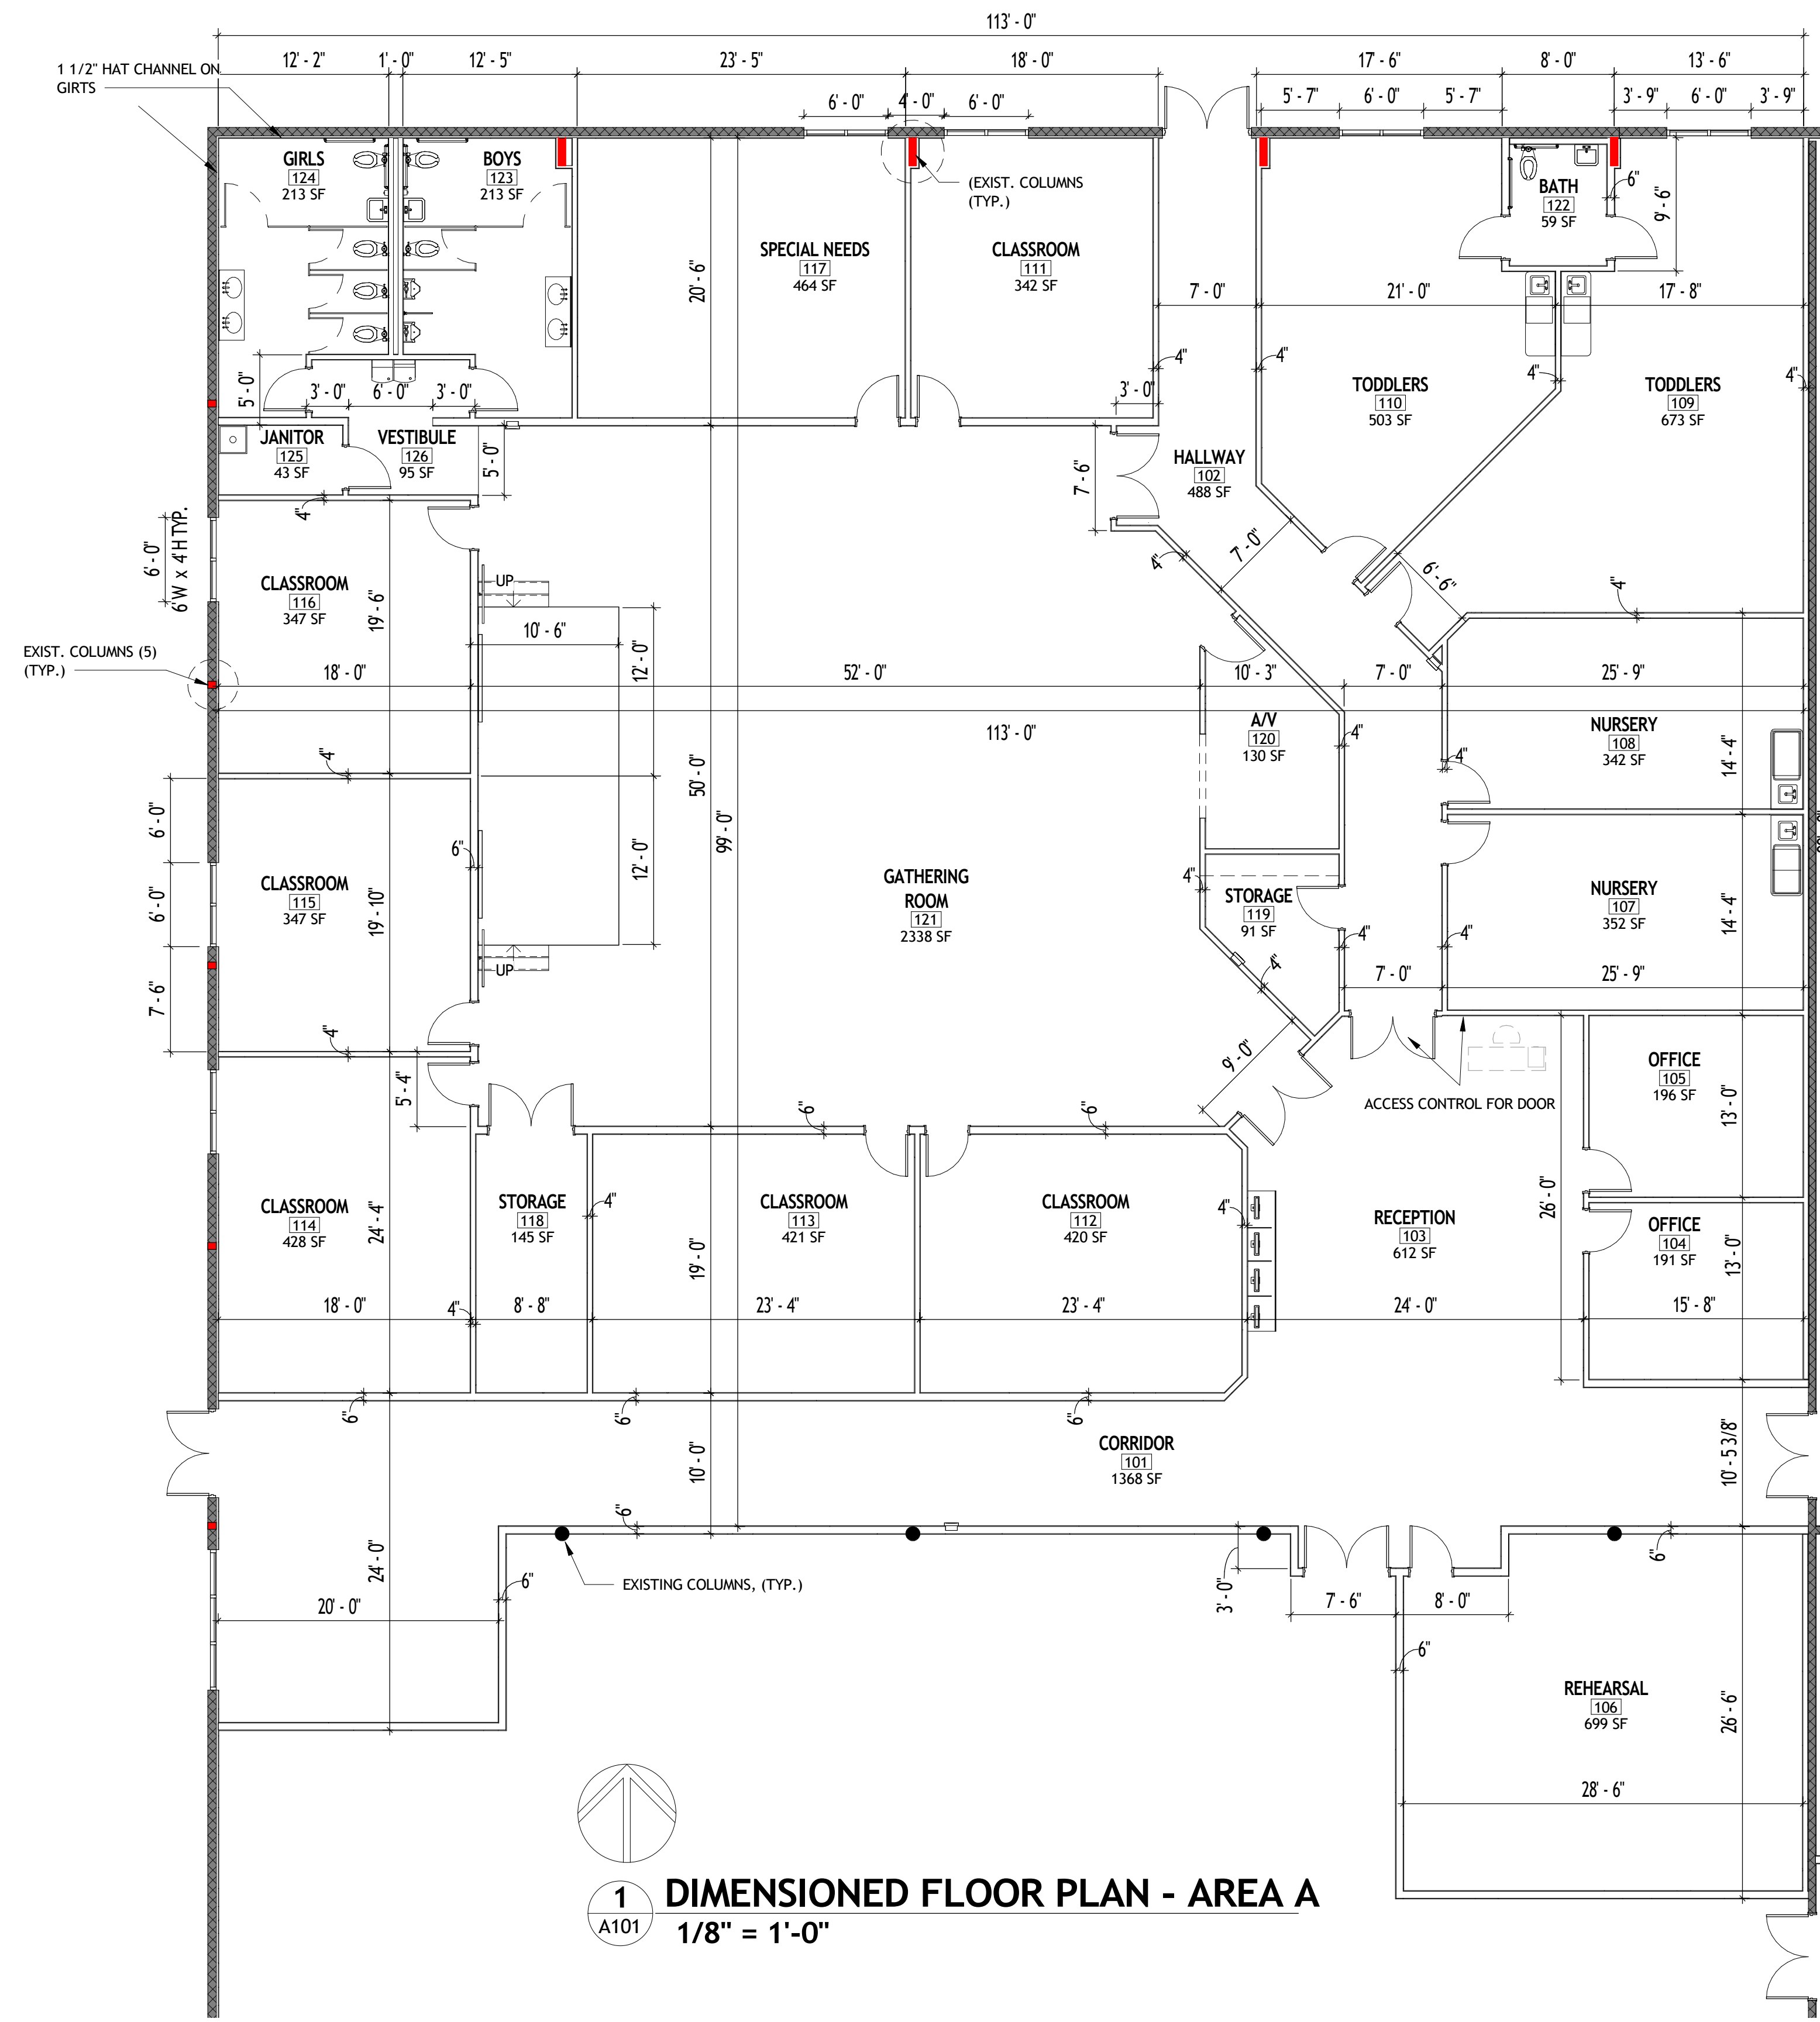 113' - 0"
12' - 2"
1' - 0"
12' - 5"
23' - 5"
18' - 0"
17' - 6"
8' - 0"
13' - 6"
1 1/2" HAT CHANNEL ON
GIRTS
6' - 0"
4' - 0"
6' - 0"
5' - 7"
6' - 0"
5' - 7"
3' - 9"
6' - 0"
3' - 9"
GIRLS
124
213 SF
BOYS
123
213 SF
(EXIST. COLUMNS
(TYP.)
BATH
122
59 SF
6"
9' - 6"
SPECIAL NEEDS
117
464 SF
20' - 6"
CLASSROOM
111
342 SF
7' - 0"
21' - 0"
17' - 8"
4"
4"
4"
4"
5' - 0"
3' - 0"
6' - 0"
3' - 0"
3' - 0"
TODDLERS
110
503 SF
TODDLERS
109
673 SF
JANITOR
125
43 SF
VESTIBULE
126
95 SF
5' - 0"
7' - 6"
HALLWAY
102
488 SF
4"
6' - 0"
6'W x 4'H TYP.
4"
7' - 0"
6' - 6"
4"
CLASSROOM
116
347 SF
19' - 6"
UP
10' - 6"
12' - 0"
EXIST. COLUMNS (5)
(TYP.)
18' - 0"
52' - 0"
10' - 3"
7' - 0"
25' - 9"
113' - 0"
A/V
120
130 SF
4"
4"
NURSERY
108
342 SF
14' - 4"
4"
50' - 0"
99' - 0"
6' - 0"
6' - 0"
7' - 6"
CLASSROOM
115
347 SF
19' - 10"
6"
12' - 0"
UP
GATHERING
ROOM
121
2338 SF
4"
STORAGE
119
91 SF
4"
4"
4"
NURSERY
107
352 SF
14' - 4"
7' - 0"
25' - 9"
4"
5' - 4"
9' - 0"
ACCESS CONTROL FOR DOOR
OFFICE
105
196 SF
13' - 0"
6"
6"
CLASSROOM
114
428 SF
24' - 4"
STORAGE
118
145 SF
4"
CLASSROOM
113
421 SF
19' - 0"
CLASSROOM
112
420 SF
4"
RECEPTION
103
612 SF
26' - 0"
OFFICE
104
191 SF
13' - 0"
18' - 0"
4"
8' - 8"
23' - 4"
23' - 4"
24' - 0"
15' - 8"
6"
6"
6"
CORRIDOR
101
1368 SF
10' - 0"
10' - 5 3/8"
6"
6"
24' - 0"
20' - 0"
6"
EXISTING COLUMNS, (TYP.)
3' - 0"
7' - 6"
8' - 0"
6"
REHEARSAL
106
699 SF
26' - 6"
28' - 6"
1
A101
DIMENSIONED FLOOR PLAN - AREA A
1/8" = 1'-0"